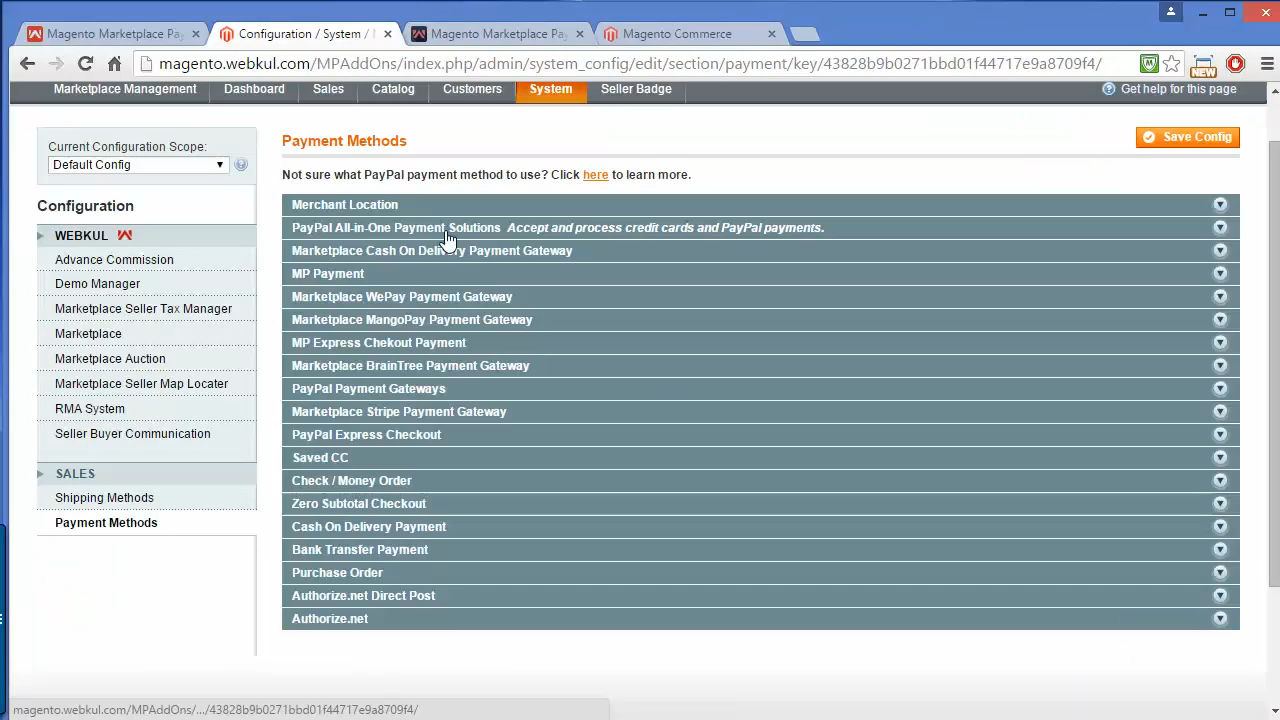 Magento Marketplace Pay
Configuration / System / 
Magento Marketplace Pay
Magento Commerce
magento.webkul.com/MPAddOns/index.php/admin/system_config/edit/section/payment/key/43828b9b0271bbd01f44717e9a8709f4/
NEW
Marketplace Management
Dashboard
Sales
Catalog
Customers
System
Seller Badge
Get help for this page
Current Configuration Scope:
Default Config
Configuration
WEBKUL
Advance Commission
Demo Manager
Marketplace Seller Tax Manager
Marketplace
Marketplace Auction
Marketplace Seller Map Locater
RMA System
Seller Buyer Communication
SALES
Shipping Methods
Payment Methods
Payment Methods
Save Config
Not sure what PayPal payment method to use? Click here to learn more.
Merchant Location
PayPal All-in-One Payment Solutions Accept and process credit cards and PayPal payments.
Marketplace Cash On Delivery Payment Gateway
MP Payment
Marketplace WePay Payment Gateway
Marketplace MangoPay Payment Gateway
MP Express Chekout Payment
Marketplace BrainTree Payment Gateway
PayPal Payment Gateways
Marketplace Stripe Payment Gateway
PayPal Express Checkout
Saved CC
Check / Money Order
Zero Subtotal Checkout
Cash On Delivery Payment
Bank Transfer Payment
Purchase Order
Authorize.net Direct Post
Authorize.net
magento.webkul.com/MPAddOns/.../43828b9b0271bbd01f44717e9a8709f4/